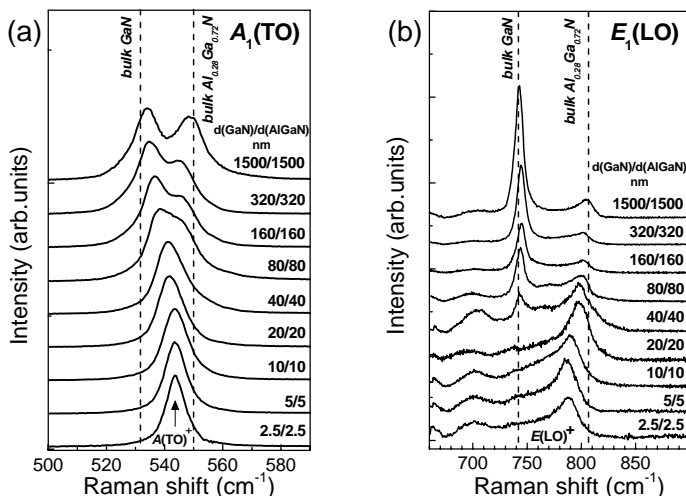 (a)
A₁(TO)
bulk GaN
bulk Al₀.₂₈Ga₀.₇₂N
d(GaN)/d(AlGaN)
nm
1500/1500
320/320
160/160
80/80
40/40
20/20
10/10
5/5
2.5/2.5
A(TO)⁺
Intensity (arb.units)
500 520 540 560 580
Raman shift (cm⁻¹)
(b)
E₁(LO)
bulk GaN
bulk Al₀.₂₈Ga₀.₇₂N
d(GaN)/d(AlGaN)
nm
1500/1500
320/320
160/160
80/80
40/40
20/20
10/10
5/5
2.5/2.5
E(LO)⁺
Intensity (arb.units)
700 750 800 850
Raman shift (cm⁻¹)